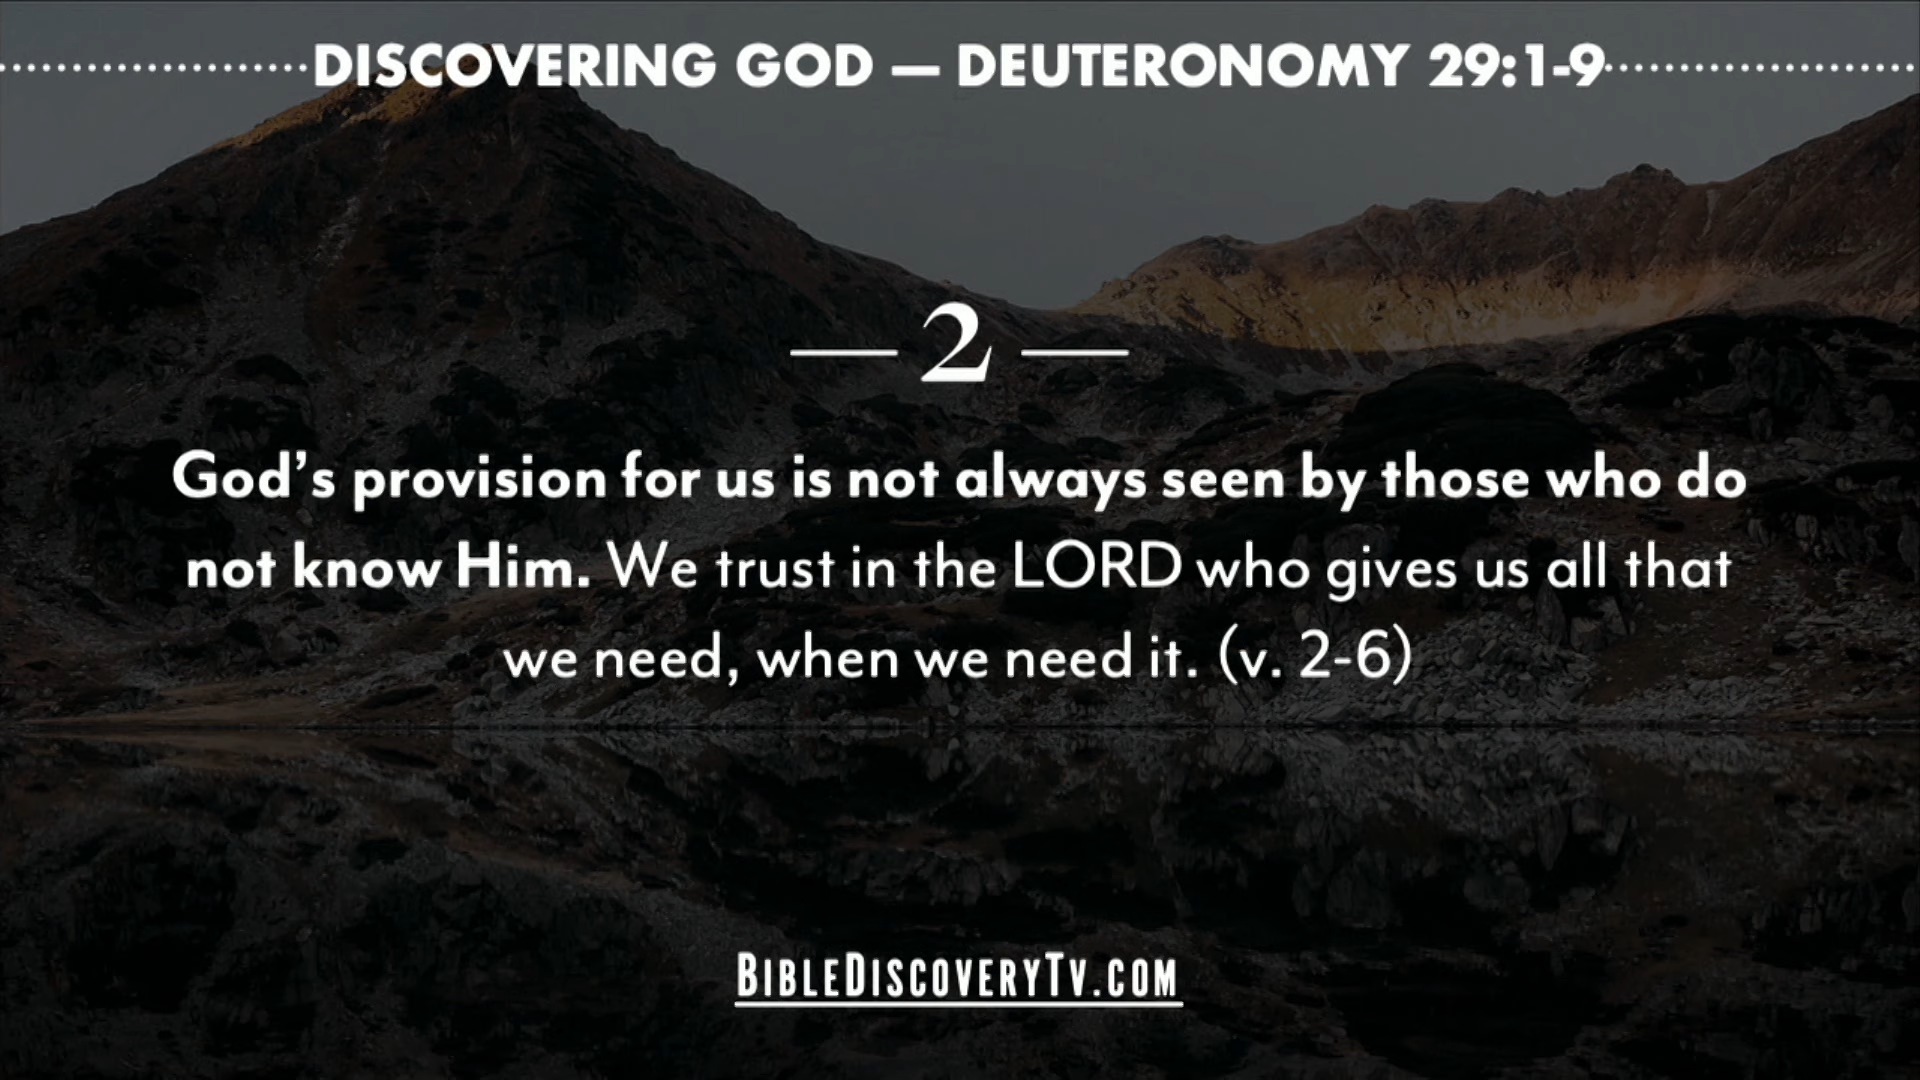 DISCOVERING GOD — DEUTERONOMY 29:1-9
— 2 —
God’s provision for us is not always seen by those who do
not know Him. We trust in the LORD who gives us all that
we need, when we need it. (v. 2-6)
BIBLEDISCOVERYTV.COM